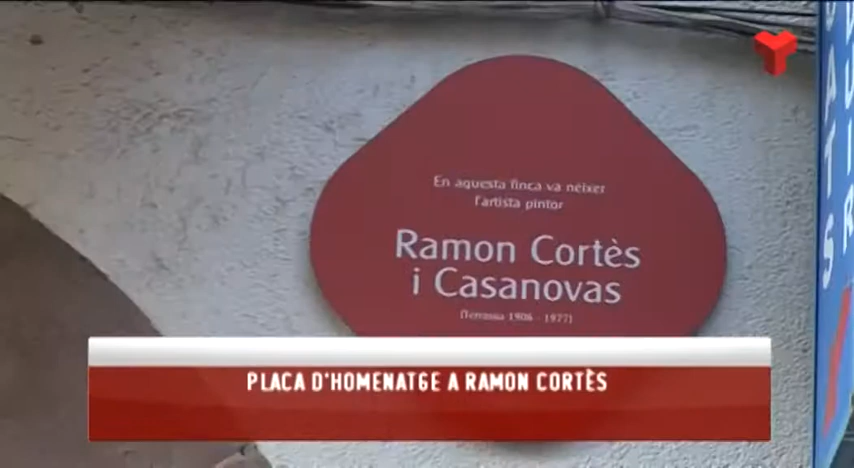 En aquesta finca va néixer
l'artista pintor
Ramon Cortès
i Casanovas
(Terrassa 1906 - 1977)
PLACA D'HOMENATGE A RAMON CORTÈS